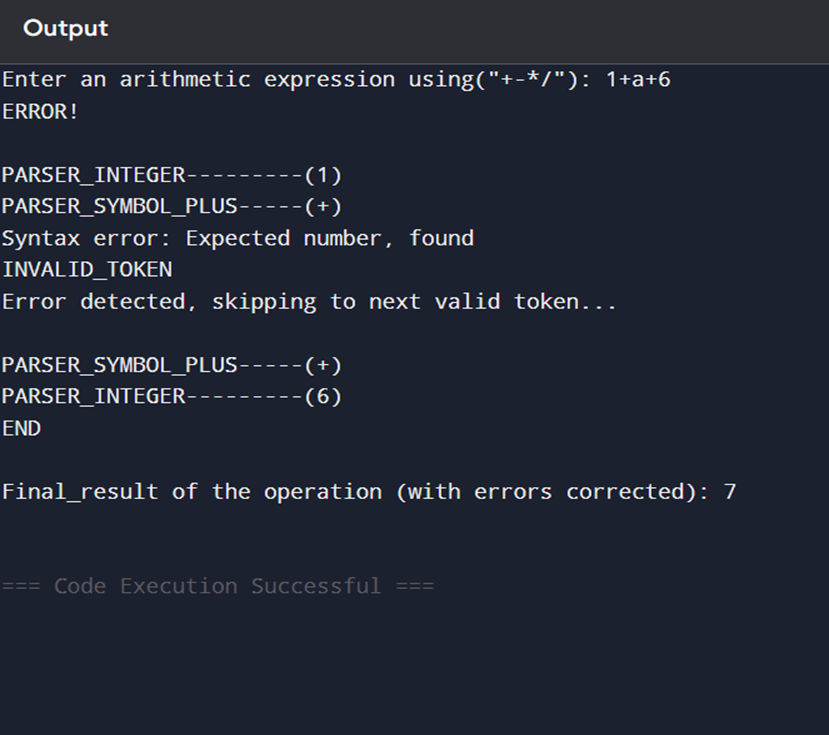 Output
Enter an arithmetic expression using("+-*/"): 1+a+6
ERROR!
PARSER_INTEGER---------(1)
PARSER_SYMBOL_PLUS-----(+)
Syntax error: Expected number, found
INVALID_TOKEN
Error detected, skipping to next valid token...
PARSER_SYMBOL_PLUS-----(+)
PARSER_INTEGER---------(6)
END
Final_result of the operation (with errors corrected): 7
=== Code Execution Successful ===